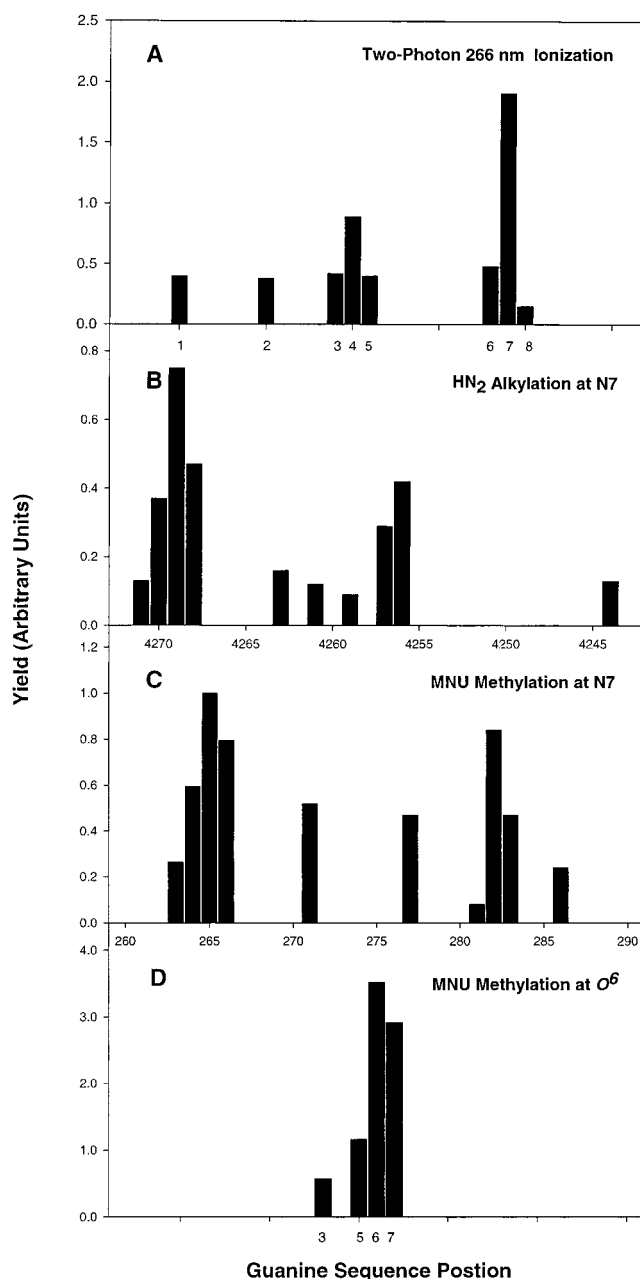 Yield (Arbitrary Units)
A
Two-Photon 266 nm Ionization
2.5
2.0
1.5
1.0
0.5
0.0
1 2 3 4 5 6 7 8
B
HN2 Alkylation at N7
0.8
0.6
0.4
0.2
0.0
4270 4265 4260 4255 4250 4245
C
MNU Methylation at N7
1.2
1.0
0.8
0.6
0.4
0.2
0.0
260 265 270 275 280 285 290
D
MNU Methylation at O6
4.0
3.0
2.0
1.0
0.0
3 5 6 7
Guanine Sequence Postion